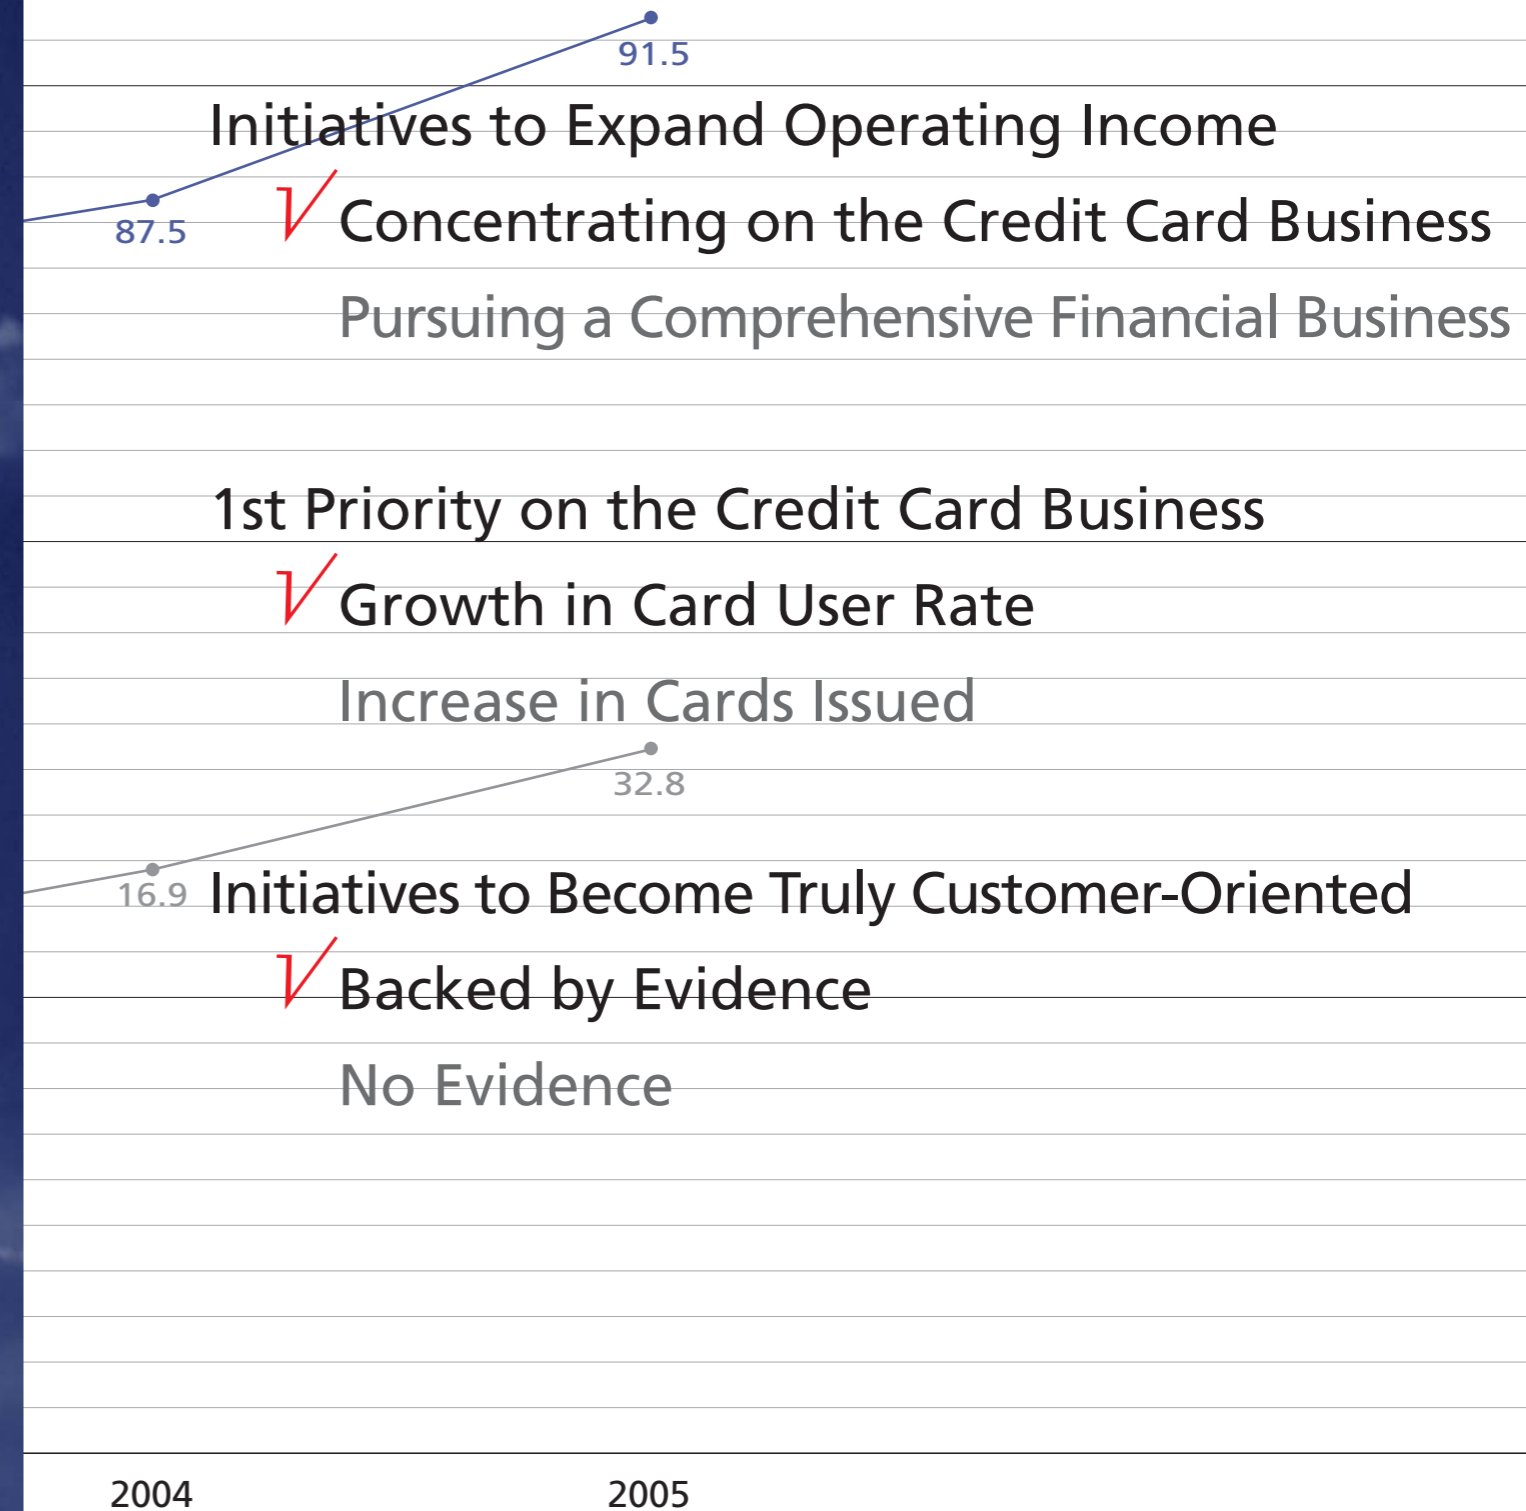 91.5
Initiatives to Expand Operating Income
Concentrating on the Credit Card Business
87.5
Pursuing a Comprehensive Financial Business
1st Priority on the Credit Card Business
Growth in Card User Rate
Increase in Cards Issued
32.8
16.9
Initiatives to Become Truly Customer-Oriented
Backed by Evidence
No Evidence
2004 2005